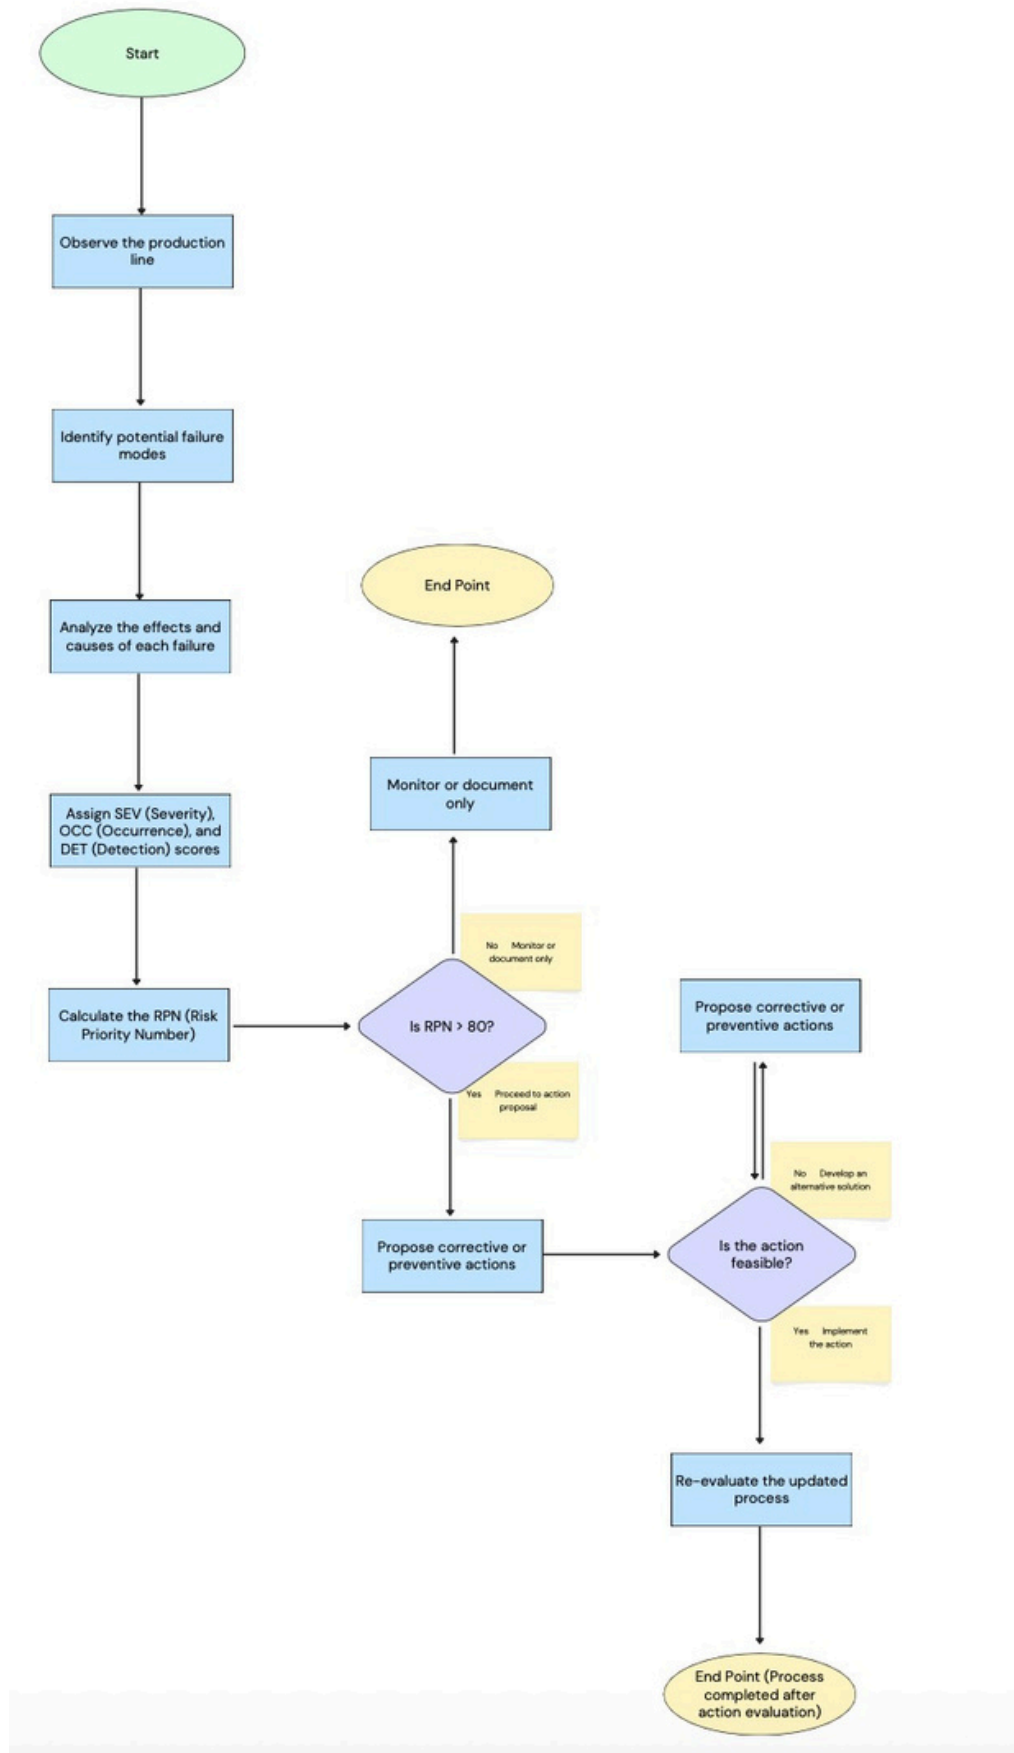 Start
Observe the production
line
Identify potential failure
modes
Analyze the effects and
causes of each failure
Assign SEV (Severity),
OCC (Occurrence), and
DET (Detection) scores
Calculate the RPN (Risk
Priority Number)
End Point
Monitor or document
only
No Monitor or
document only
Is RPN > 80?
Yes Proceed to action
proposal
Propose corrective or
preventive actions
Propose corrective or
preventive actions
No Develop an
alternative solution
Is the action
feasible?
Yes Implement
the action
Re-evaluate the updated
process
End Point (Process
completed after
action evaluation)